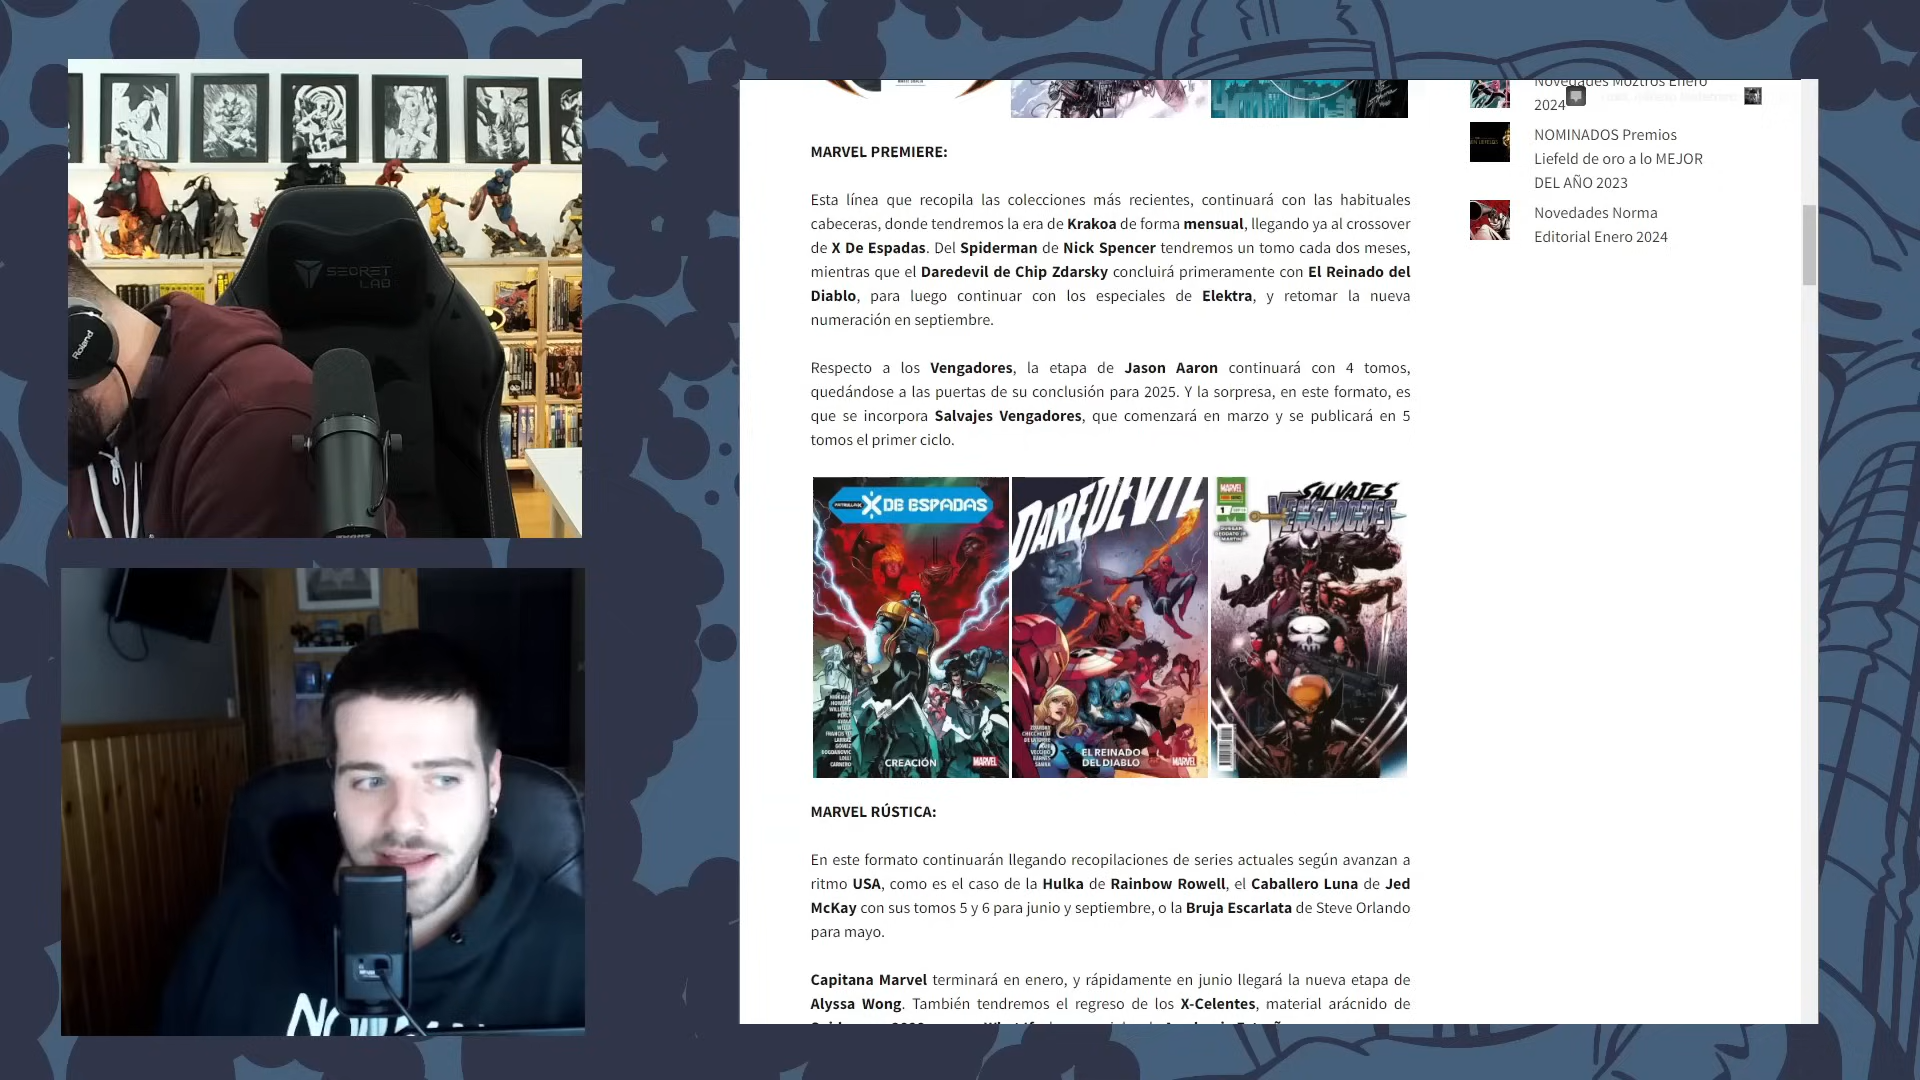 SECRET
LAB
Roland
Novedades Moztros Enero
2024
NOMINADOS Premios
Liefeld de oro a lo MEJOR
DEL AÑO 2023
Novedades Norma
Editorial Enero 2024
MARVEL PREMIERE:
Esta línea que recopila las colecciones más recientes, continuará con las habituales
cabeceras, donde tendremos la era de Krakoa de forma mensual, llegando ya al crossover
de X De Espadas. Del Spiderman de Nick Spencer tendremos un tomo cada dos meses,
mientras que el Daredevil de Chip Zdarsky concluirá primeramente con El Reinado del
Diablo, para luego continuar con los especiales de Elektra, y retomar la nueva
numeración en septiembre.
Respecto a los Vengadores, la etapa de Jason Aaron continuará con 4 tomos,
quedándose a las puertas de su conclusión para 2025. Y la sorpresa, en este formato, es
que se incorpora Salvajes Vengadores, que comenzará en marzo y se publicará en 5
tomos el primer ciclo.
X DE ESPADAS
CREACIÓN
MARVEL
DAREDEVIL
EL REINADO
DEL DIABLO
MARVEL
MARVEL
1
SALVAJES
VENGADORES
MARVEL RÚSTICA:
En este formato continuarán llegando recopilaciones de series actuales según avanzan a
ritmo USA, como es el caso de la Hulka de Rainbow Rowell, el Caballero Luna de Jed
McKay con sus tomos 5 y 6 para junio y septiembre, o la Bruja Escarlata de Steve Orlando
para mayo.
Capitana Marvel terminará en enero, y rápidamente en junio llegará la nueva etapa de
Alyssa Wong. También tendremos el regreso de los X-Celentes, material arácnido de